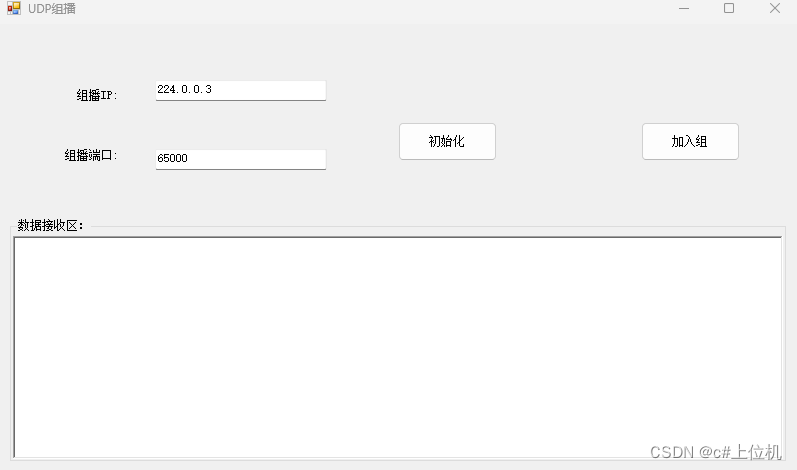 UDP组播
组播IP:
224.0.0.3
组播端口:
65000
初始化
加入组
数据接收区：
CSDN @c#上位机